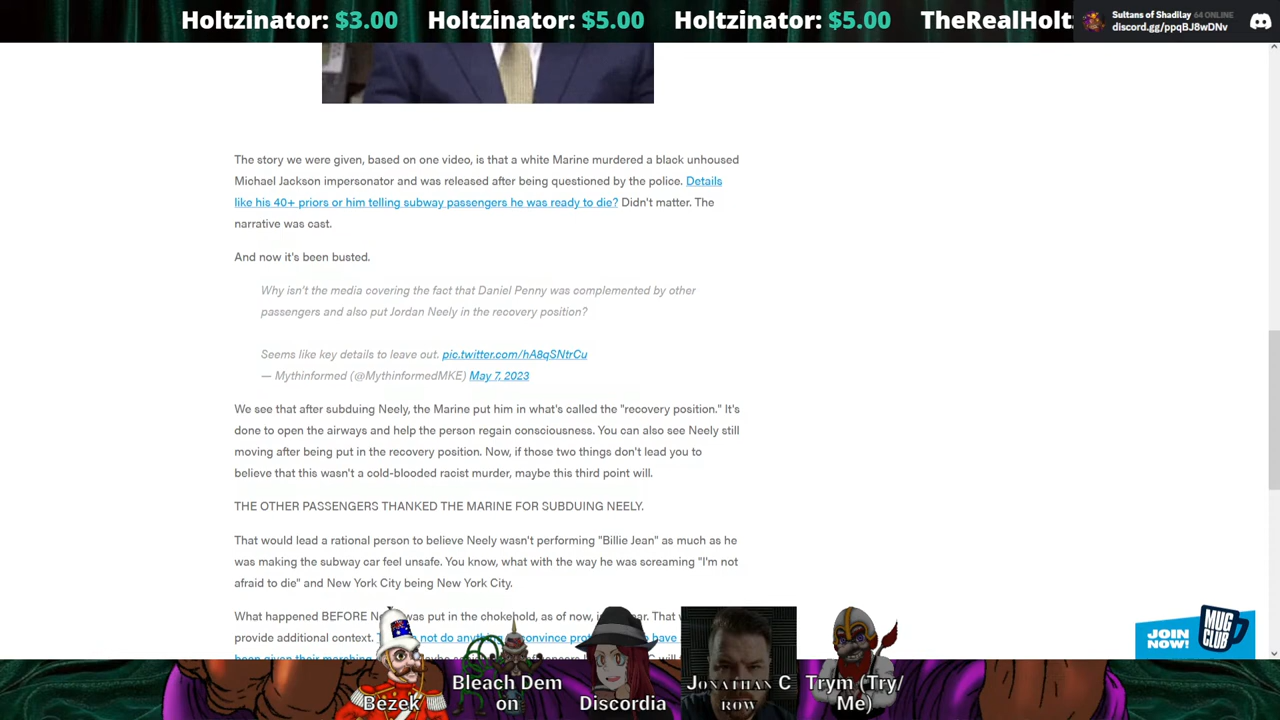 Holtzinator: $3.00 Holtzinator: $5.00 Holtzinator: $5.00 TheRealHolt
Sultans of Shadilay 64 ONLINE
discord.gg/ppqBJ8wDNv
The story we were given, based on one video, is that a white Marine murdered a black unhoused
Michael Jackson impersonator and was released after being questioned by the police. Details
like his 40+ priors or him telling subway passengers he was ready to die? Didn't matter. The
narrative was cast.
And now it's been busted.
Why isn't the media covering the fact that Daniel Penny was complemented by other
passengers and also put Jordan Neely in the recovery position?
Seems like key details to leave out. pic.twitter.com/hA8qSNtrCu
— Mythinformed (@MythinformedMKE) May 7, 2023
We see that after subduing Neely, the Marine put him in what's called the "recovery position." It's
done to open the airways and help the person regain consciousness. You can also see Neely still
moving after being put in the recovery position. Now, if those two things don't lead you to
believe that this wasn't a cold-blooded racist murder, maybe this third point will.
THE OTHER PASSENGERS THANKED THE MARINE FOR SUBDUING NEELY.
That would lead a rational person to believe Neely wasn't performing "Billie Jean" as much as he
was making the subway car feel unsafe. You know, what with the way he was screaming "I'm not
afraid to die" and New York City being New York City.
What happened BEFORE was put in the chokehold, as of now,
provide additional context. not do
been given their marching
JOIN
NOW!
MUG
CLUB
Bezek
Bleach Dem
on
Discordia
JONATHAN C
ROW
Trym (Try/
Me)